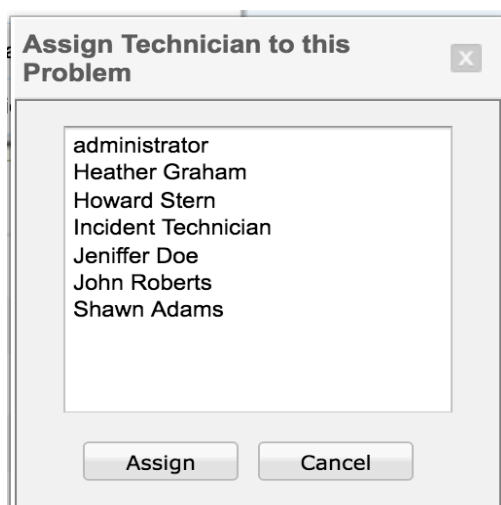 Assign Technician to this
Problem
x
administrator
Heather Graham
Howard Stern
Incident Technician
Jeniffer Doe
John Roberts
Shawn Adams
Assign
Cancel